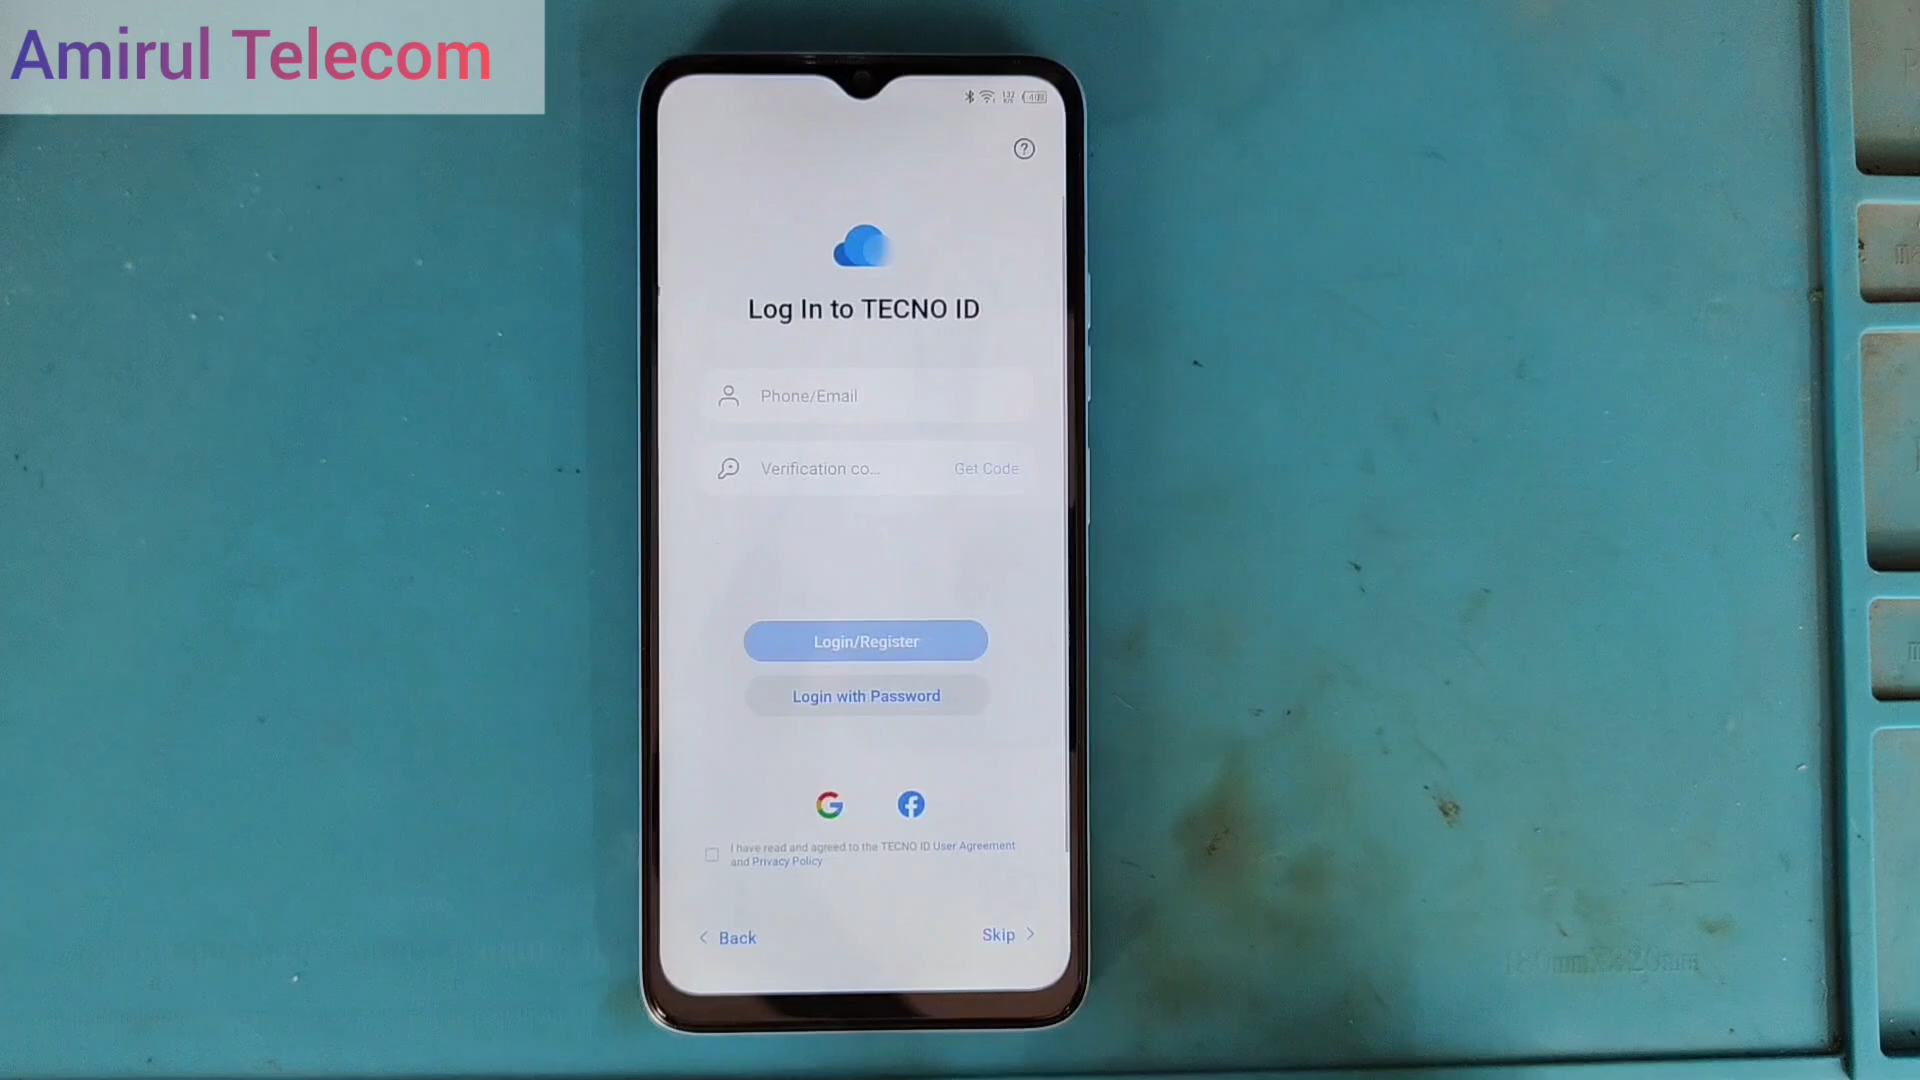 Amirul Telecom
Log In to TECNO ID
Phone/Email
Verification co...
Get Code
Login/Register
Login with Password
I have read and agreed to the TECNO ID User Agreement
and Privacy Policy
Back
Skip